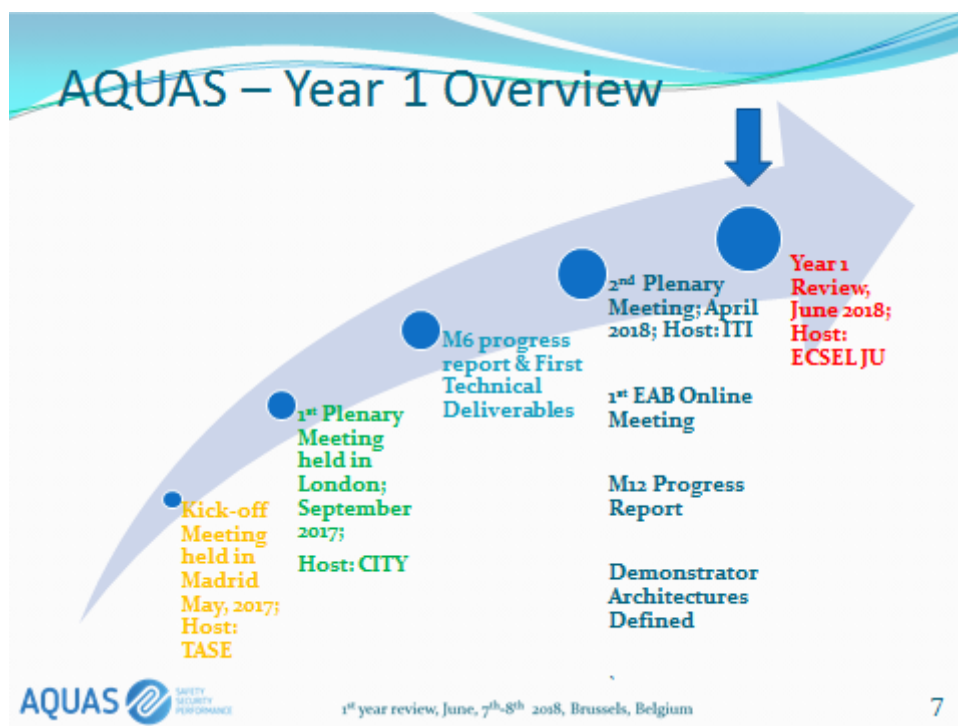 AQUAS – Year 1 Overview
Kick-off
Meeting
held in
Madrid
May, 2017;
Host:
TASE
1st Plenary
Meeting
held in
London;
September
2017;
Host: CITY
M6 progress
report & First
Technical
Deliverables
2nd Plenary
Meeting; April
2018; Host: ITI
1st EAB Online
Meeting
M12 Progress
Report
Demonstrator
Architectures
Defined
Year 1
Review,
June 2018;
Host:
ECSEL JU
AQUAS
SAFETY
SECURITY
PERFORMANCE
1st year review, June, 7th-8th 2018, Brussels, Belgium
7